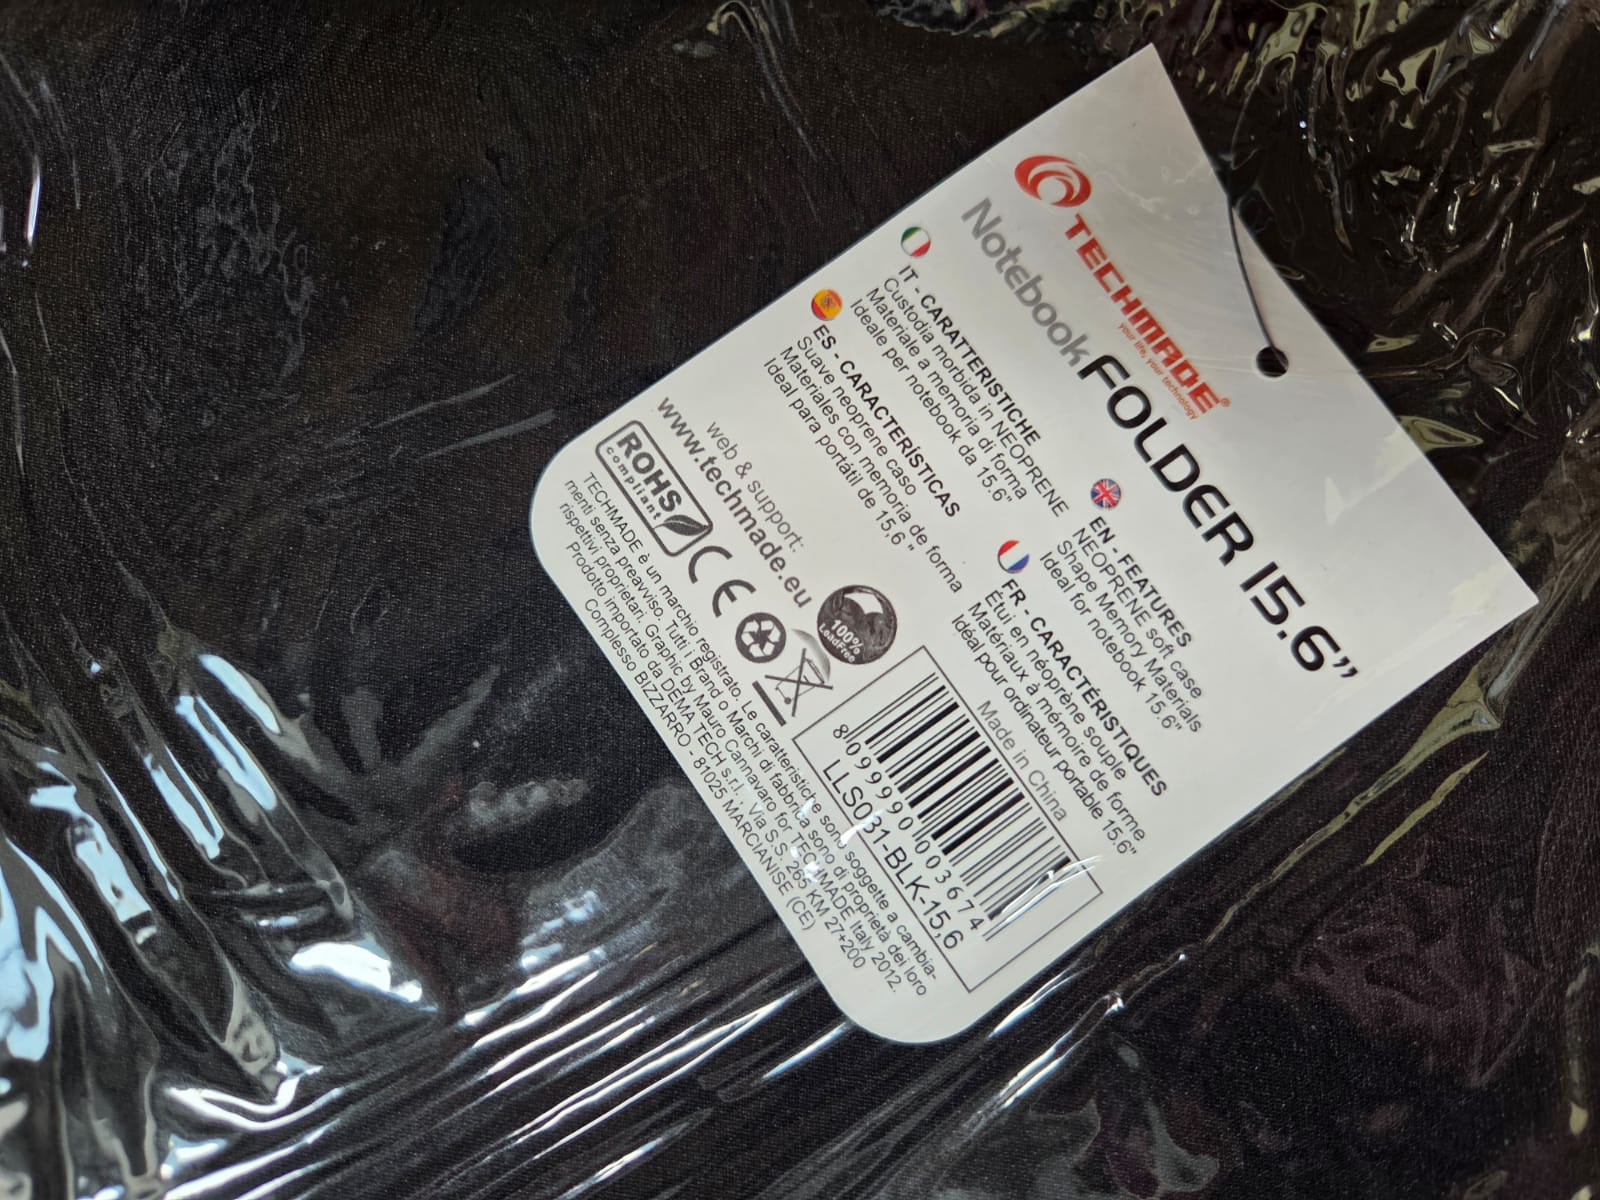 TECHMADE®
your life, your technology
Notebook FOLDER 15.6”
IT - CARATTERISTICHE
Custodia morbida in NEOPRENE
Materiale a memoria di forma
Ideale per notebook da 15.6"
EN - FEATURES
NEOPRENE soft case
Shape Memory Materials
Ideal for notebook 15.6"
ES - CARACTERÍSTICAS
Suave neoprene caso
Materiales con memoria de forma
Ideal para portátil de 15,6"
FR - CARACTÉRISTIQUES
Etui en néoprène souple
Matériaux à mémoire de forme
Idéal pour ordinateur portable 15.6"
Made in China
web & support:
www.techmade.eu
100%
LeadFree
ROHS
compliant
CE
8 099990 003674
LLS031-BLK-15,6
TECHMADE è un marchio registrato. Le caratteristiche sono soggette a cambia-
menti senza preavviso. Tutti i Brand o Marchi di fabbrica sono di proprietà dei loro
rispettivi proprietari. Graphic by Mauro Cannavaro for TECHMADE Italy 2012.
Prodotto importato da DEMA TECH s.r.l. Via S.S. 265 KM 27+200
Complesso BIZZARRO - 81025 MARCIANISE (CE)